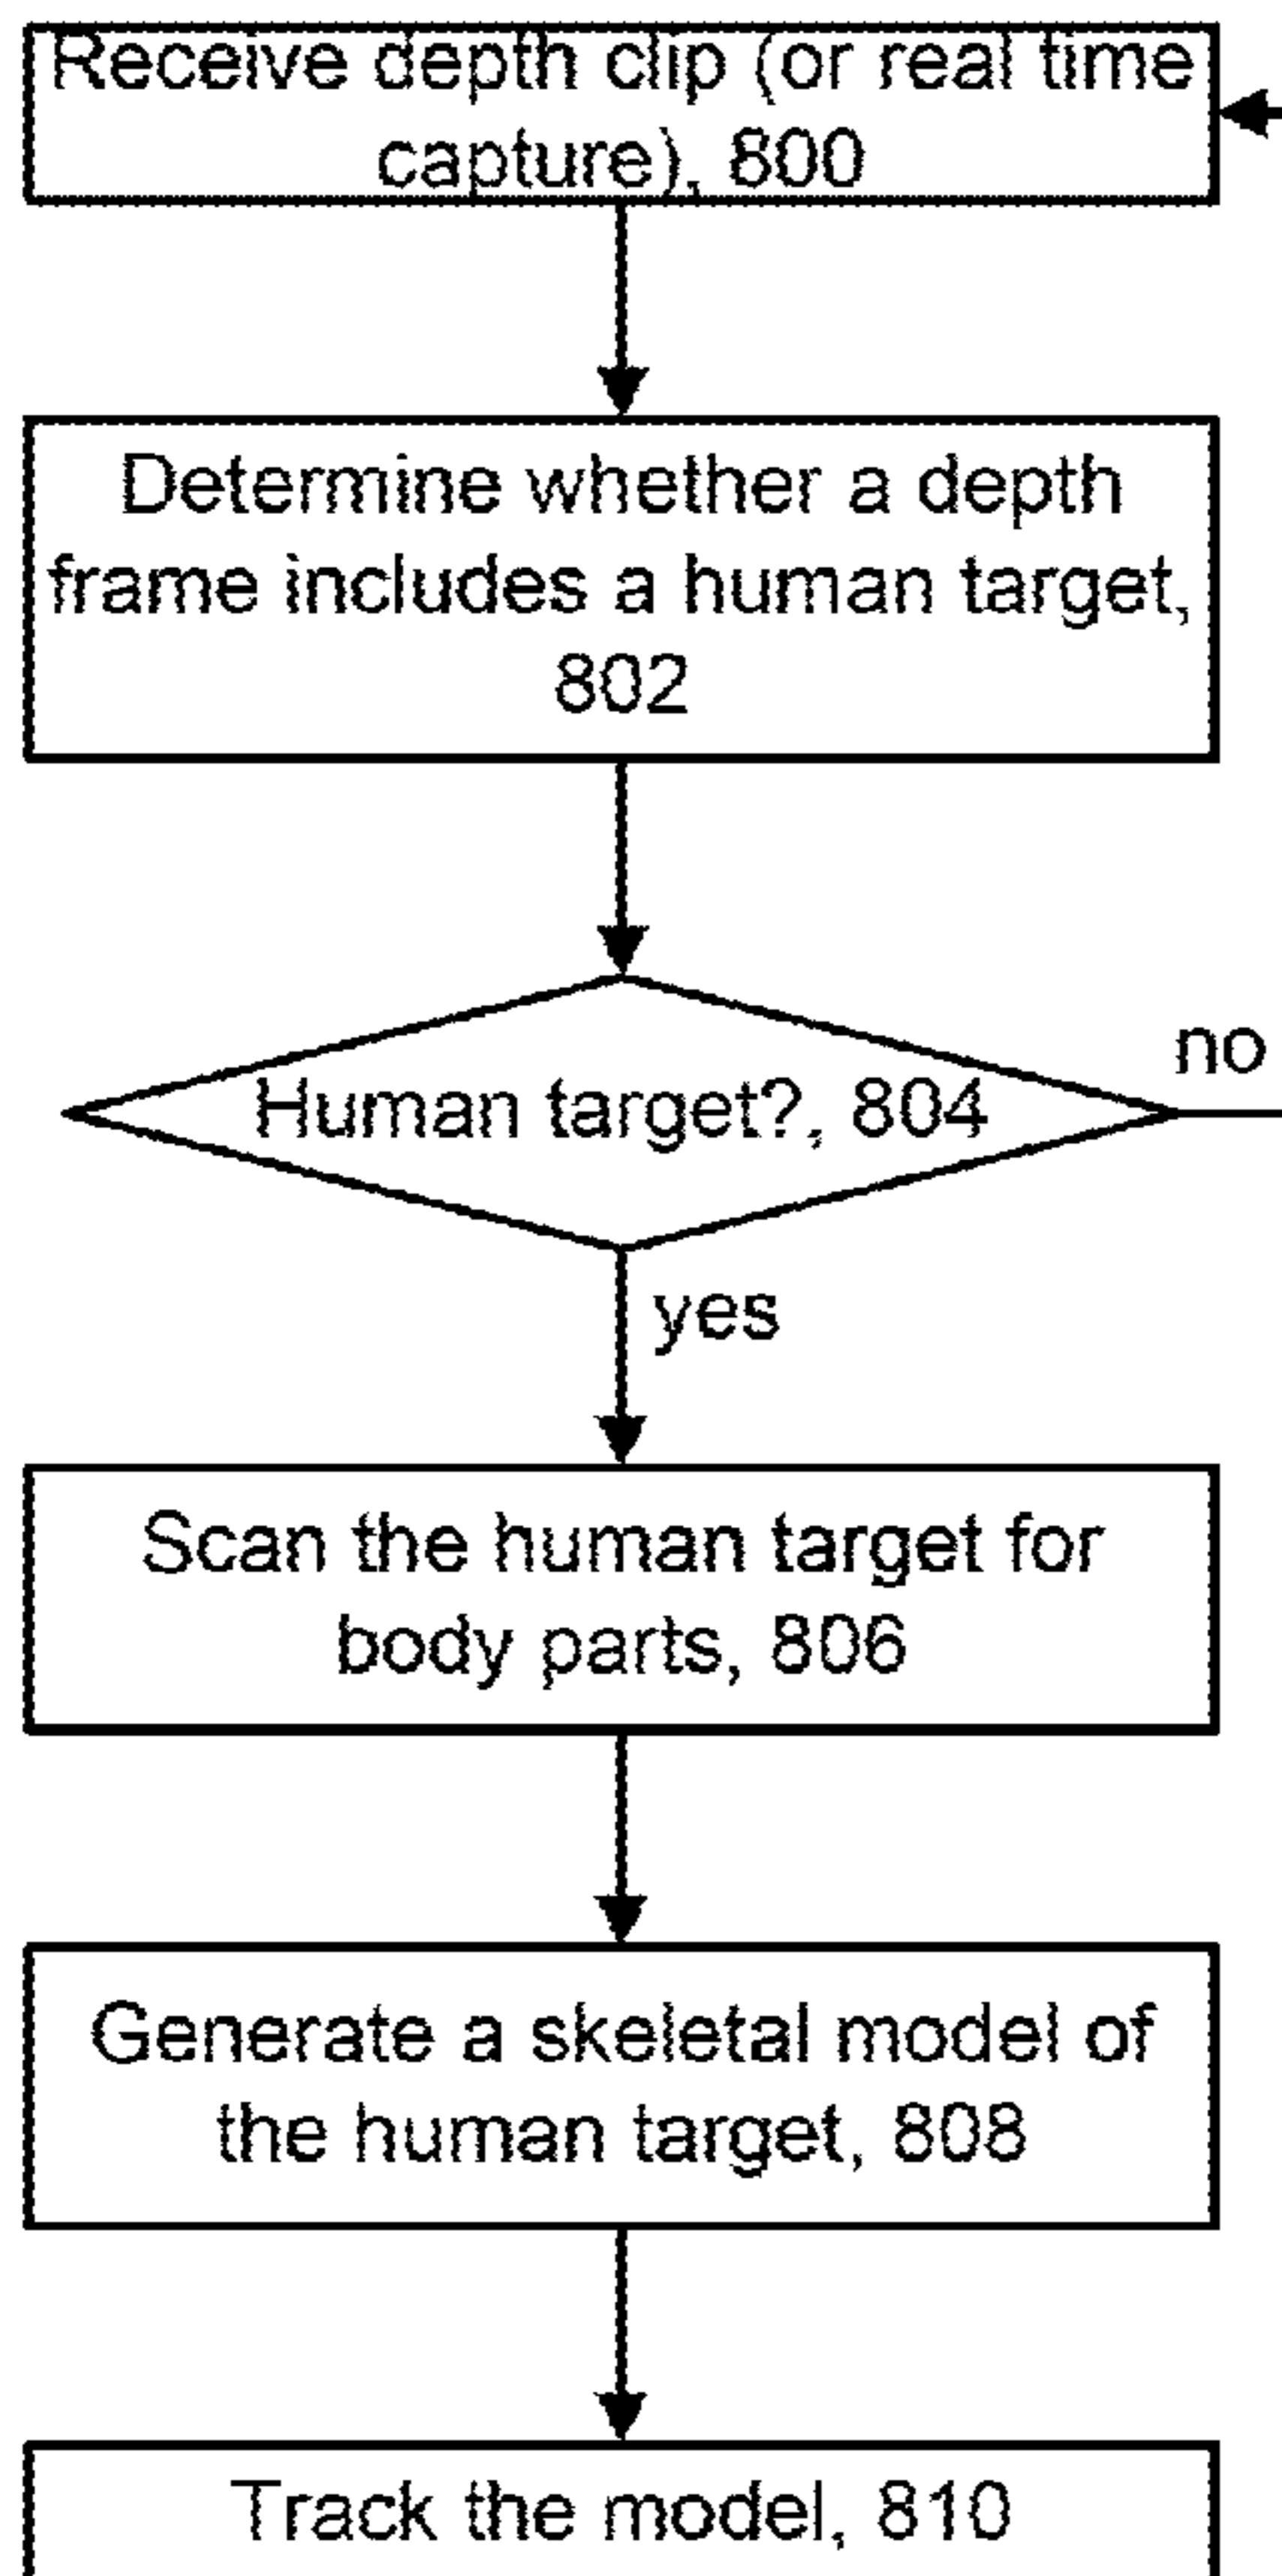 Receive depth clip (or real time
capture), 800
Determine whether a depth
frame includes a human target,
802
Human target?, 804
no
yes
Scan the human target for
body parts, 806
Generate a skeletal model of
the human target, 808
Track the model, 810